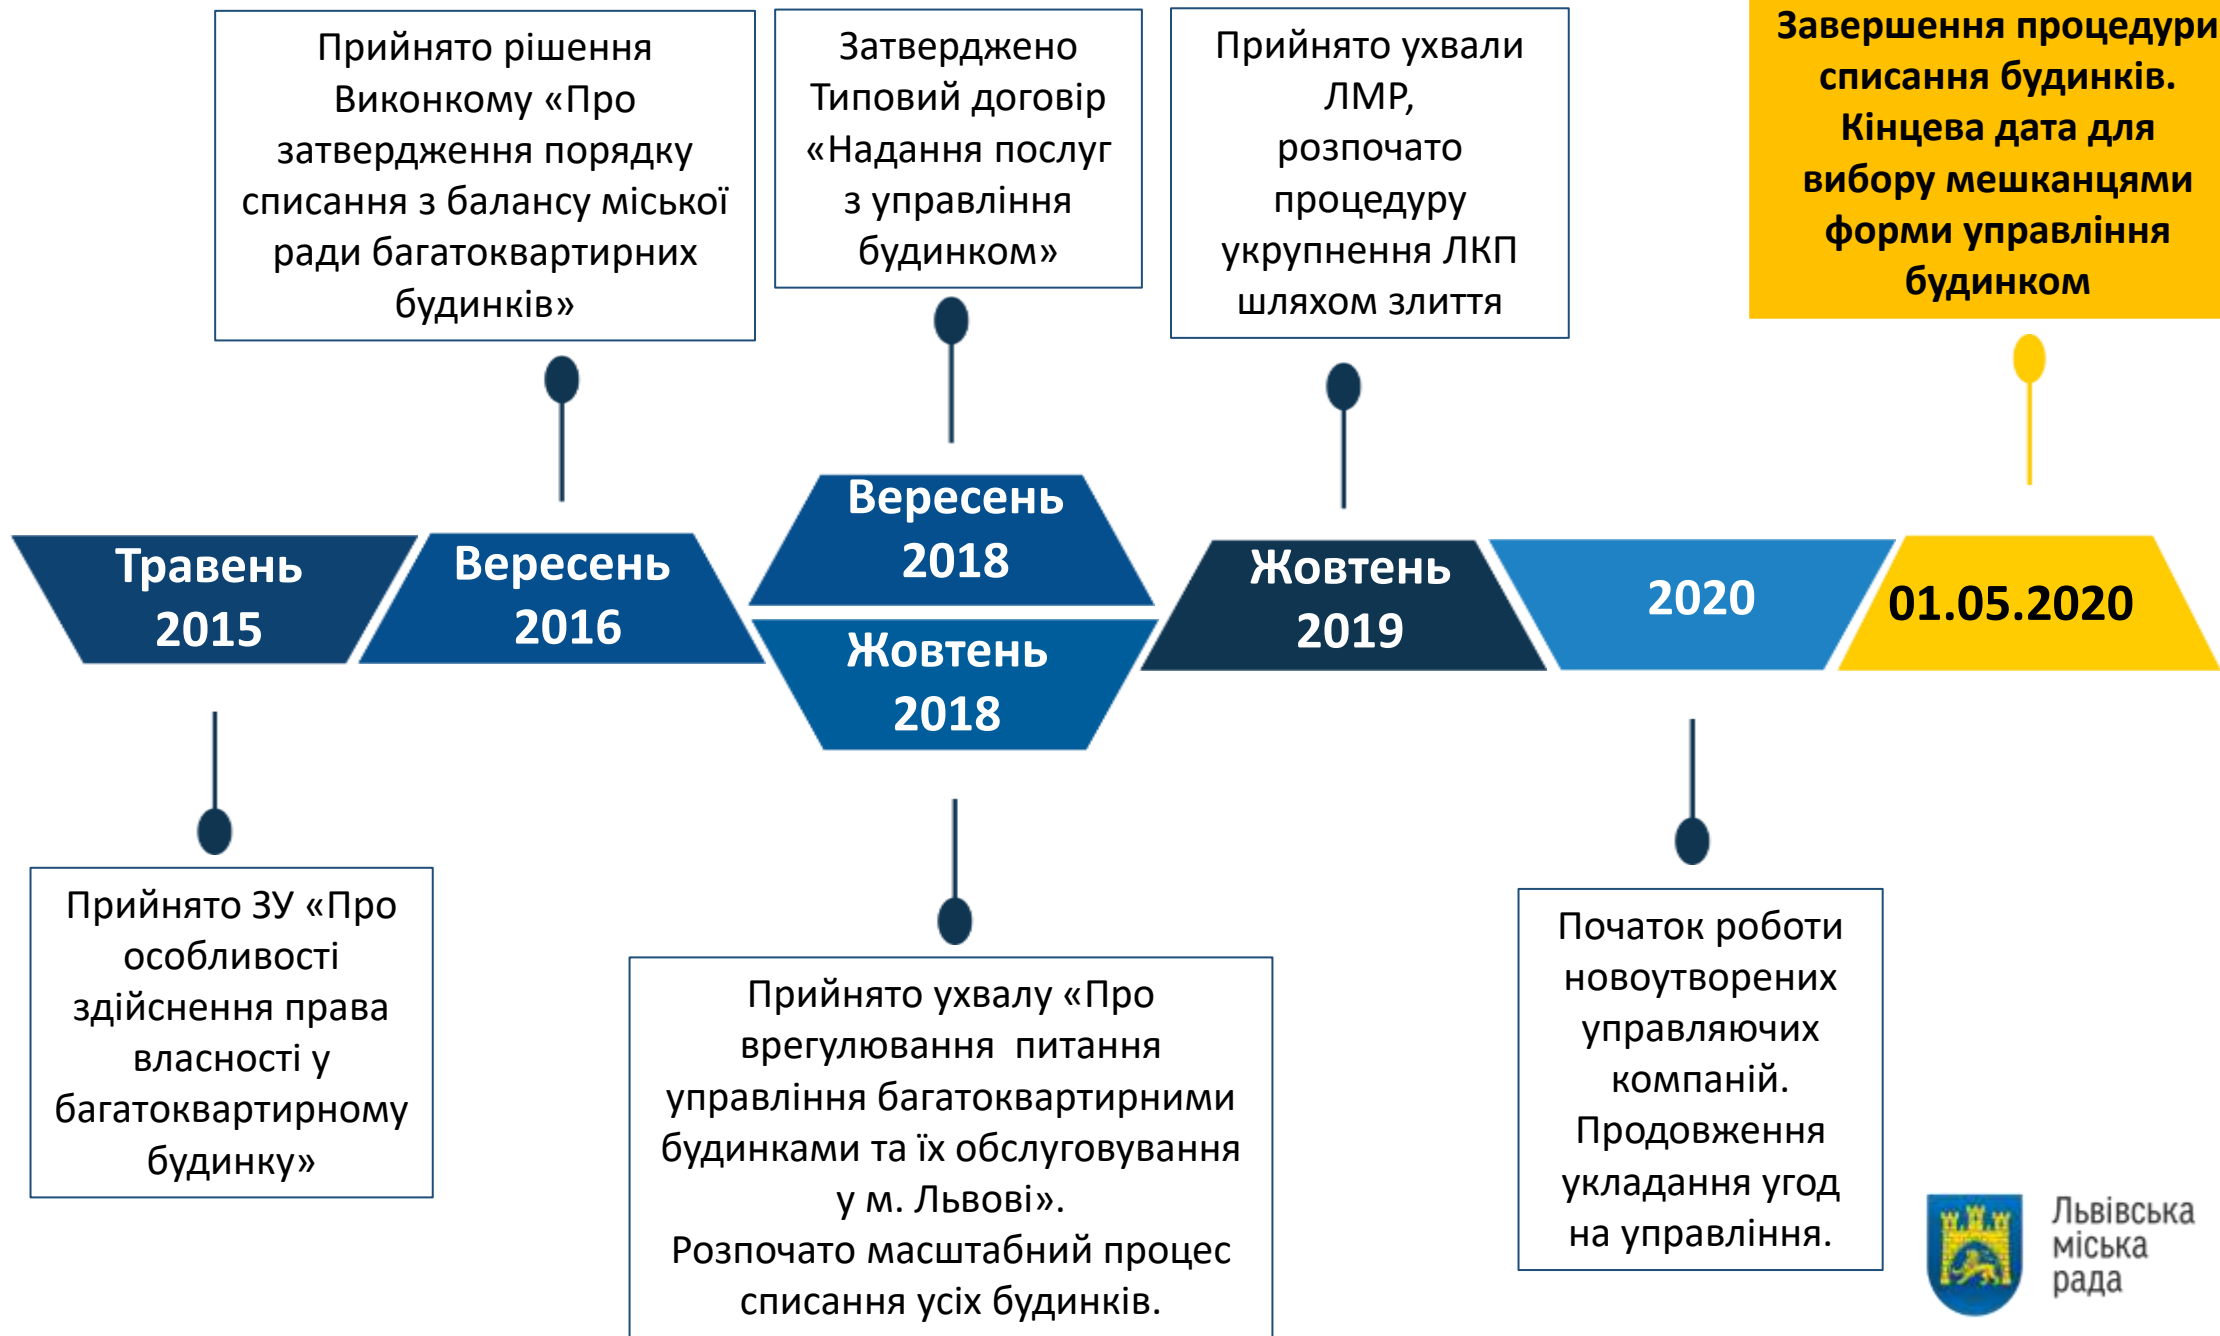 Прийнято рішення
Виконкому «Про
затвердження порядку
списання з балансу міської
ради багатоквартирних
будинків»
Затверджено
Типовий договір
«Надання послуг
з управління
будинком»
Прийнято ухвали
ЛМР,
розпочато
процедуру
укрупнення ЛКП
шляхом злиття
Завершення процедури
списання будинків.
Кінцева дата для
вибору мешканцями
форми управління
будинком
Травень
2015
Вересень
2016
Вересень
2018
Жовтень
2018
Жовтень
2019
2020
01.05.2020
Прийнято ЗУ «Про
особливості
здійснення права
власності у
багатоквартирному
будинку»
Прийнято ухвалу «Про
врегулювання  питання
управління багатоквартирними
будинками та їх обслуговування
у м. Львові».
Розпочато масштабний процес
списання усіх будинків.
Початок роботи
новоутворених
управляючих
компаній.
Продовження
укладання угод
на управління.
Львівська
міська
рада